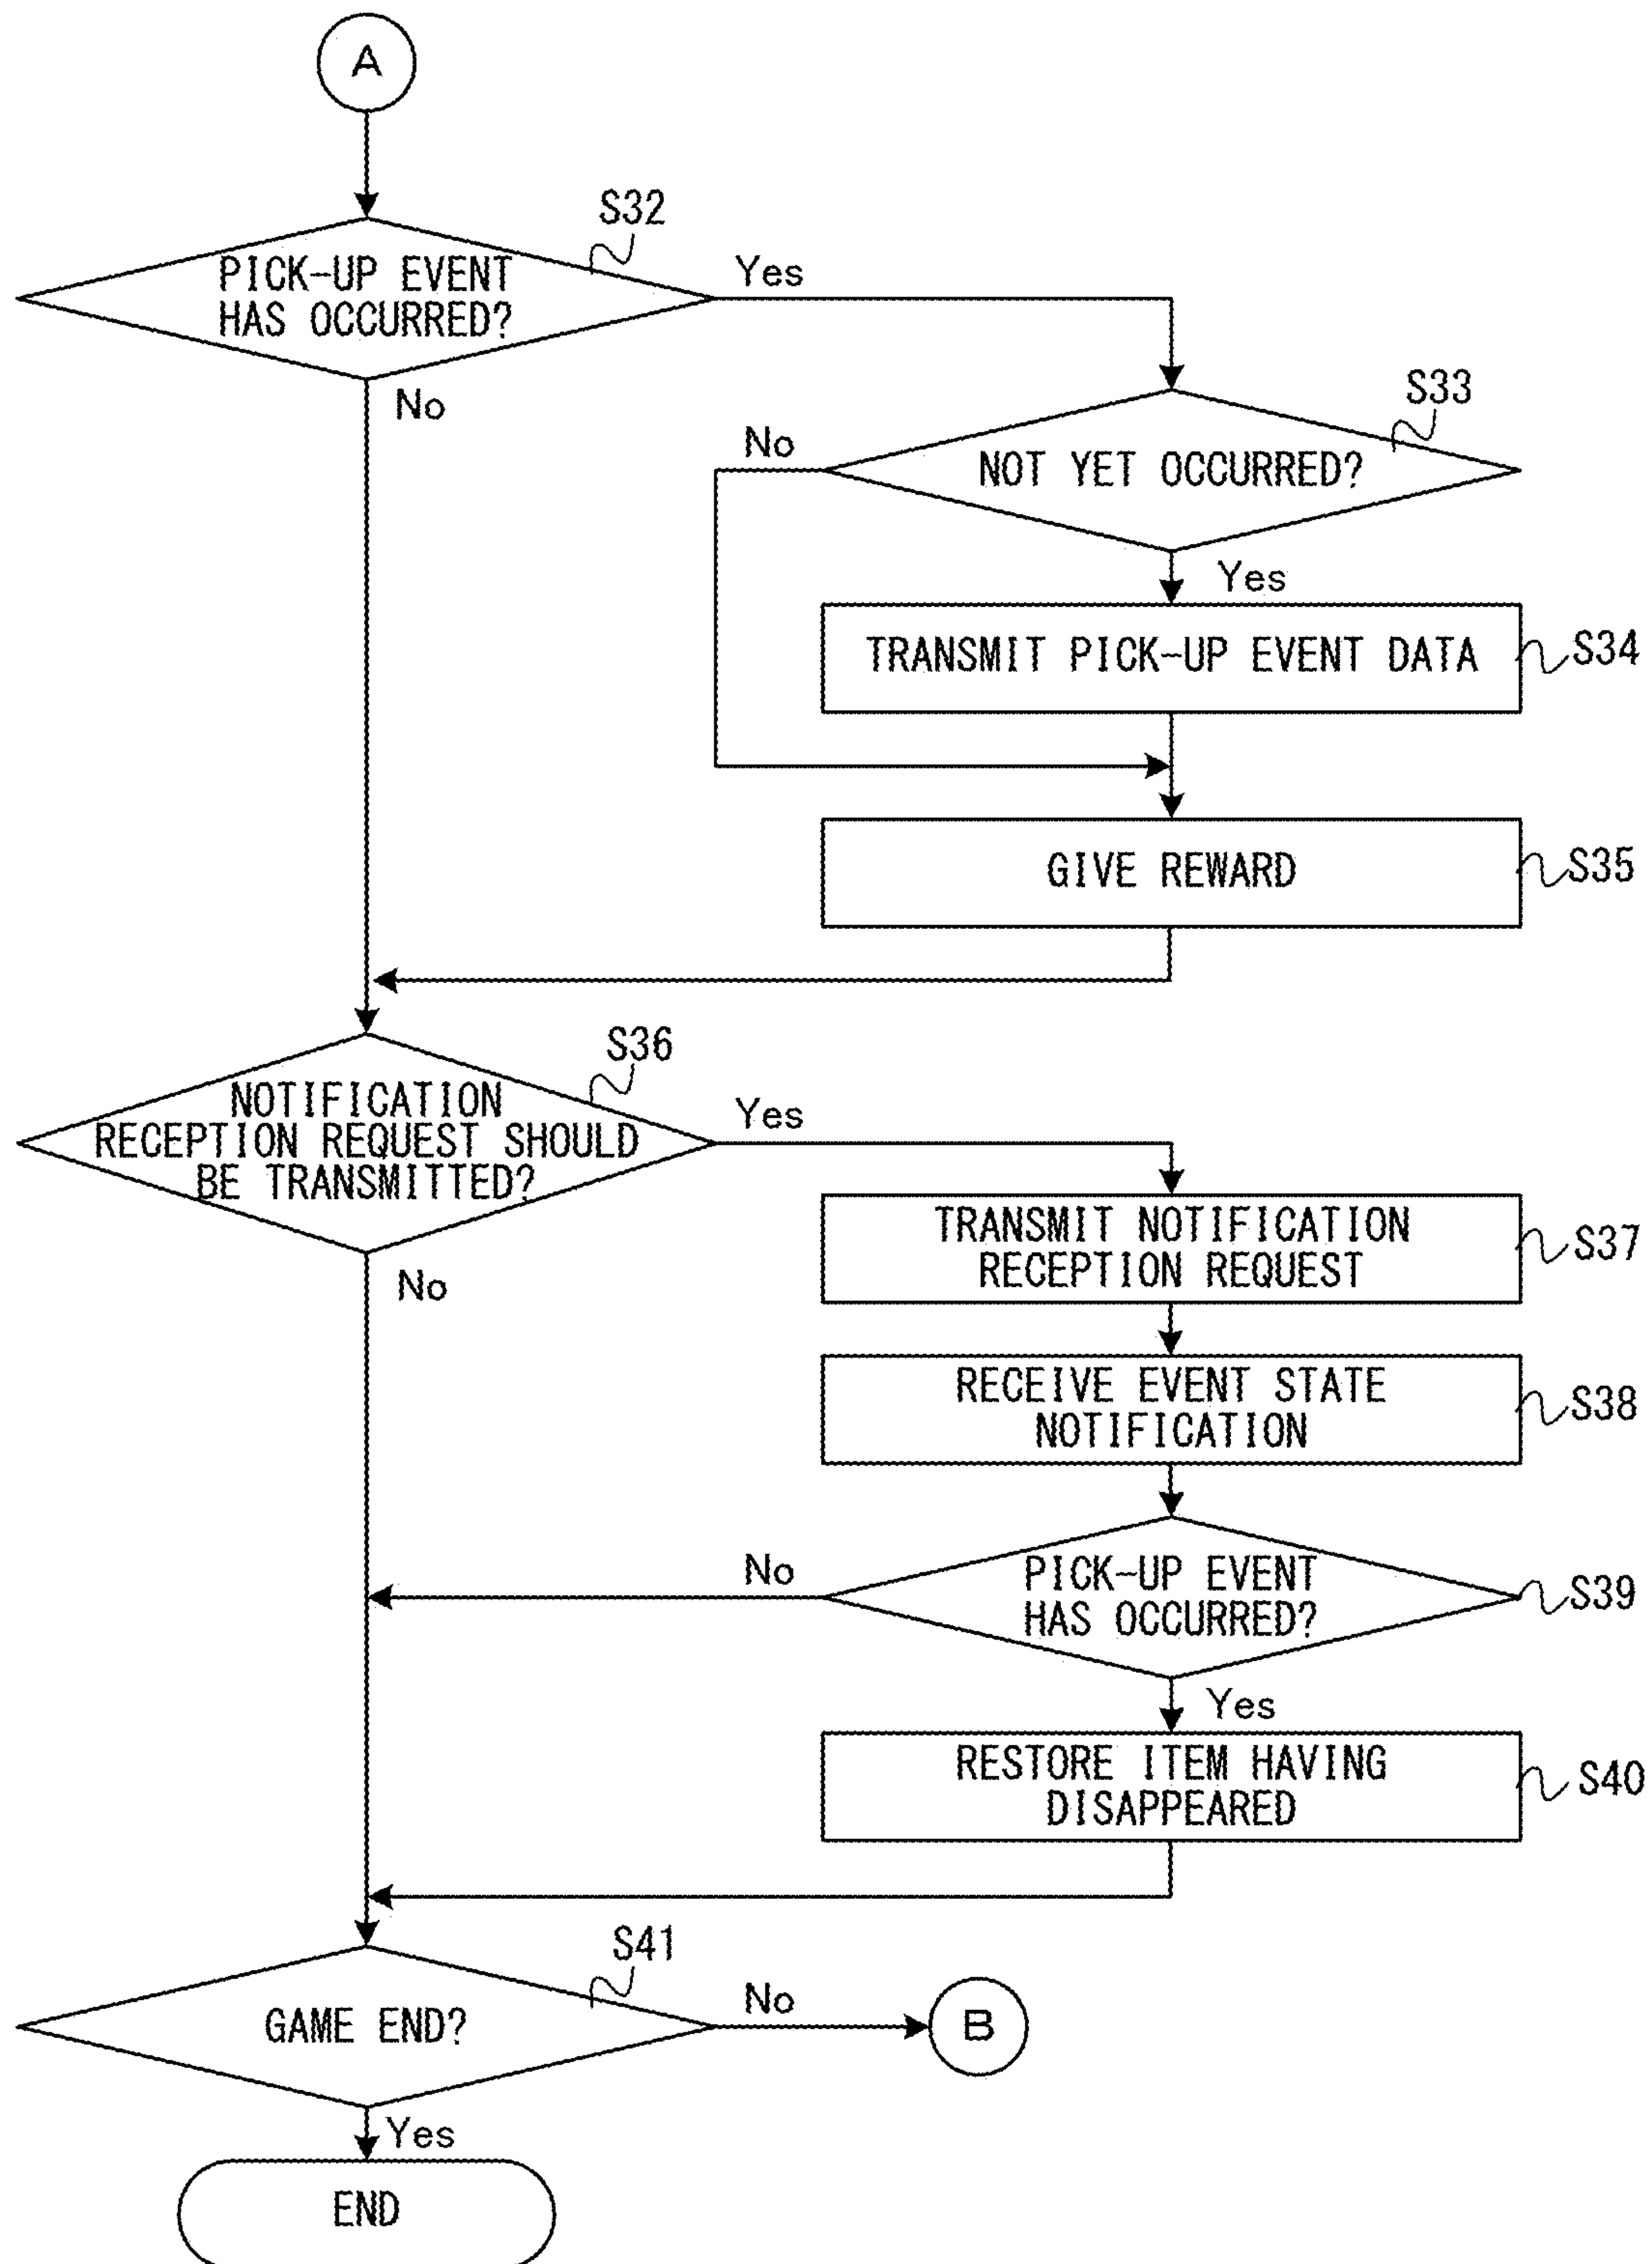 A
S32
PICK-UP EVENT
HAS OCCURRED?
Yes
No
S33
NOT YET OCCURRED?
No
Yes
TRANSMIT PICK-UP EVENT DATA
S34
GIVE REWARD
S35
S36
NOTIFICATION
RECEPTION REQUEST SHOULD
BE TRANSMITTED?
Yes
No
TRANSMIT NOTIFICATION
RECEPTION REQUEST
S37
RECEIVE EVENT STATE
NOTIFICATION
S38
PICK-UP EVENT
HAS OCCURRED?
S39
No
Yes
RESTORE ITEM HAVING
DISAPPEARED
S40
S41
GAME END?
No
B
Yes
END